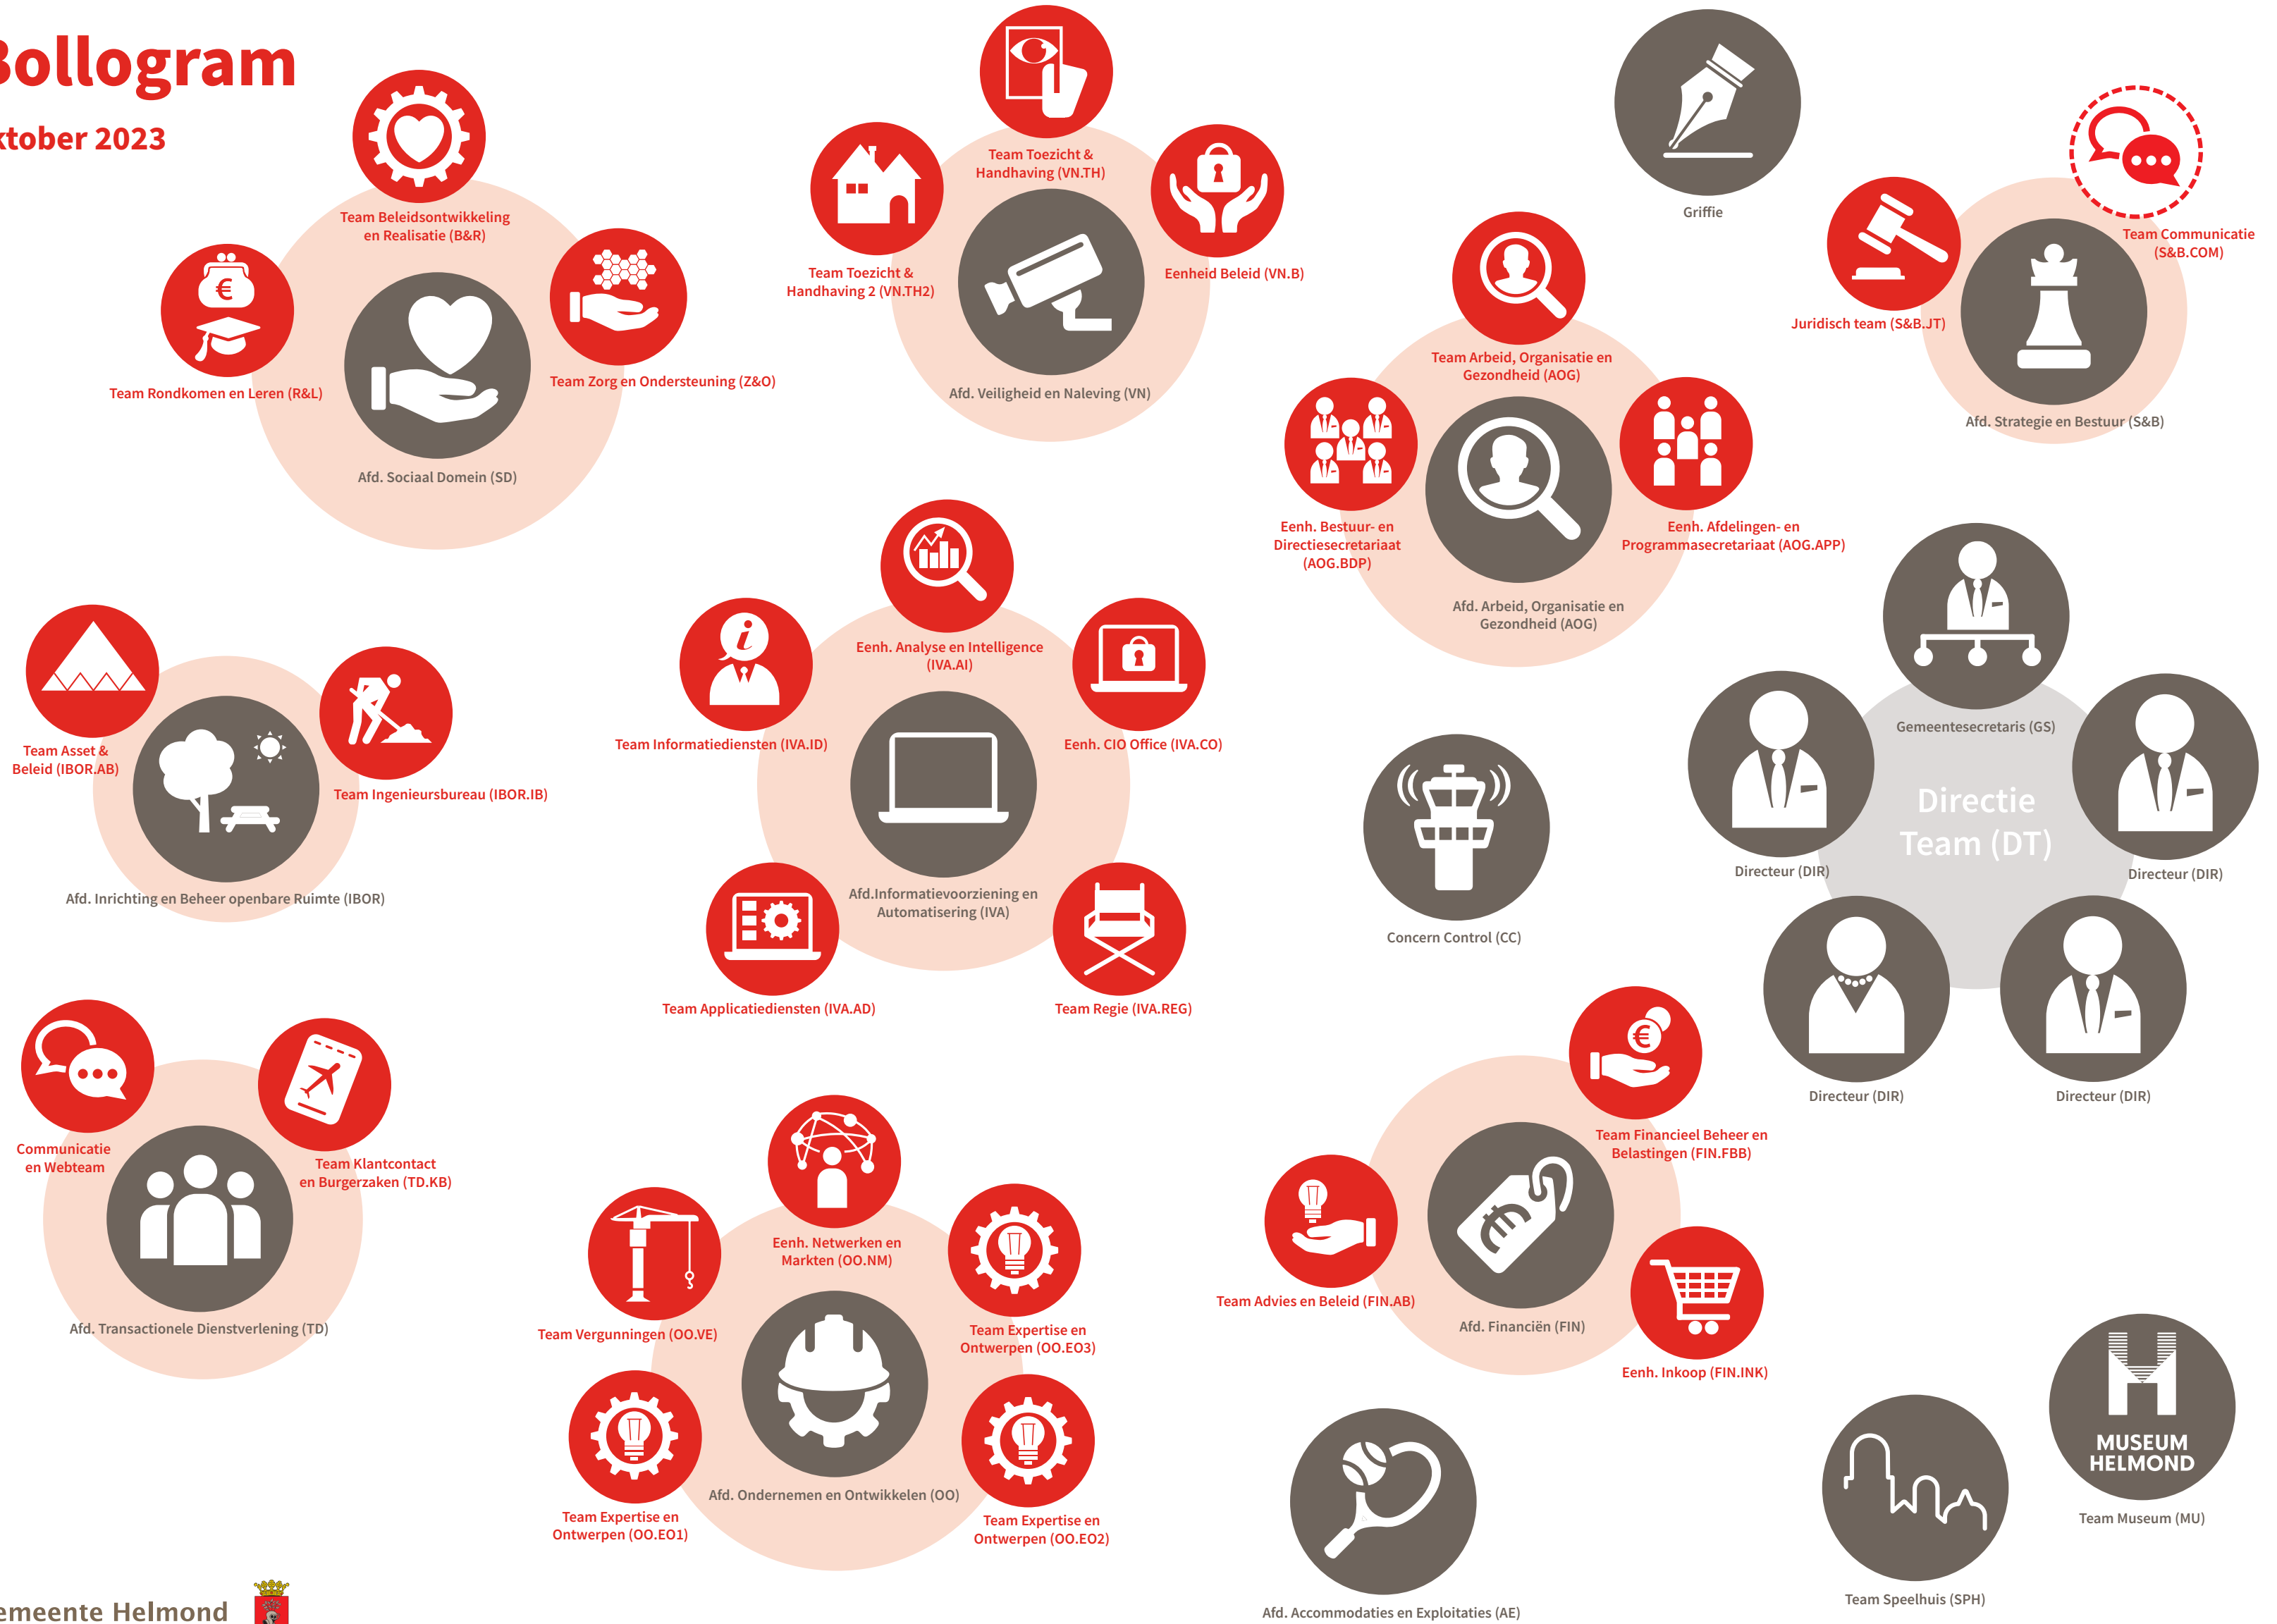 Bollogram
ktober 2023
Team Beleidsontwikkeling
en Realisatie (B&R)
Team Rondkomen en Leren (R&L)
Team Zorg en Ondersteuning (Z&O)
Afd. Sociaal Domein (SD)
Team Toezicht &
Handhaving (VN.TH)
Team Toezicht &
Handhaving 2 (VN.TH2)
Eenheid Beleid (VN.B)
Afd. Veiligheid en Naleving (VN)
Griffie
Team Communicatie
(S&B.COM)
Juridisch team (S&B.JT)
Afd. Strategie en Bestuur (S&B)
Team Arbeid, Organisatie en
Gezondheid (AOG)
Eenh. Bestuur- en
Directiesecretariaat
(AOG.BDP)
Eenh. Afdelingen- en
Programmasecretariaat (AOG.APP)
Afd. Arbeid, Organisatie en
Gezondheid (AOG)
Team Asset &
Beleid (IBOR.AB)
Team Ingenieursbureau (IBOR.IB)
Afd. Inrichting en Beheer openbare Ruimte (IBOR)
Eenh. Analyse en Intelligence
(IVA.AI)
Team Informatiediensten (IVA.ID)
Eenh. CIO Office (IVA.CO)
Afd.Informatievoorziening en
Automatisering (IVA)
Team Applicatiediensten (IVA.AD)
Team Regie (IVA.REG)
Concern Control (CC)
Gemeentesecretaris (GS)
Directie
Team (DT)
Directeur (DIR)
Directeur (DIR)
Directeur (DIR)
Directeur (DIR)
Communicatie
en Webteam
Team Klantcontact
en Burgerzaken (TD.KB)
Afd. Transactionele Dienstverlening (TD)
Eenh. Netwerken en
Markten (OO.NM)
Team Vergunningen (OO.VE)
Team Expertise en
Ontwerpen (OO.EO3)
Afd. Ondernemen en Ontwikkelen (OO)
Team Expertise en
Ontwerpen (OO.EO1)
Team Expertise en
Ontwerpen (OO.EO2)
€
€
€
Team Financieel Beheer en
Belastingen (FIN.FBB)
Team Advies en Beleid (FIN.AB)
Afd. Financiën (FIN)
Eenh. Inkoop (FIN.INK)
Afd. Accommodaties en Exploitaties (AE)
MUSEUM
HELMOND
Team Museum (MU)
Team Speelhuis (SPH)
emeente Helmond